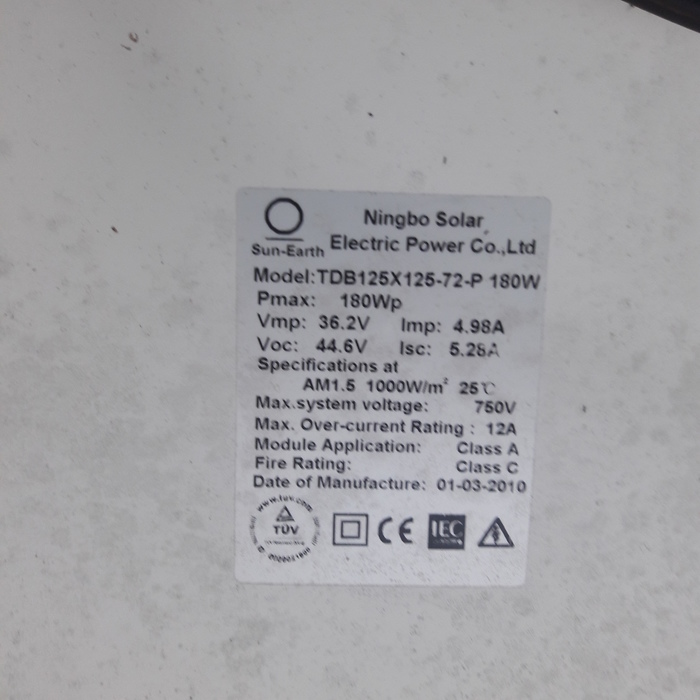 Ningbo Solar
Sun-Earth Electric Power Co.,Ltd
Model:TDB125X125-72-P 180W
Pmax: 180Wp
Vmp: 36.2V Imp: 4.98A
Voc: 44.6V Isc: 5.28A
Specifications at
AM1.5 1000W/m² 25℃
Max.system voltage: 750V
Max. Over-current Rating : 12A
Module Application: Class A
Fire Rating: Class C
Date of Manufacture: 01-03-2010
www.tuv.com
TÜV
CE
IEC